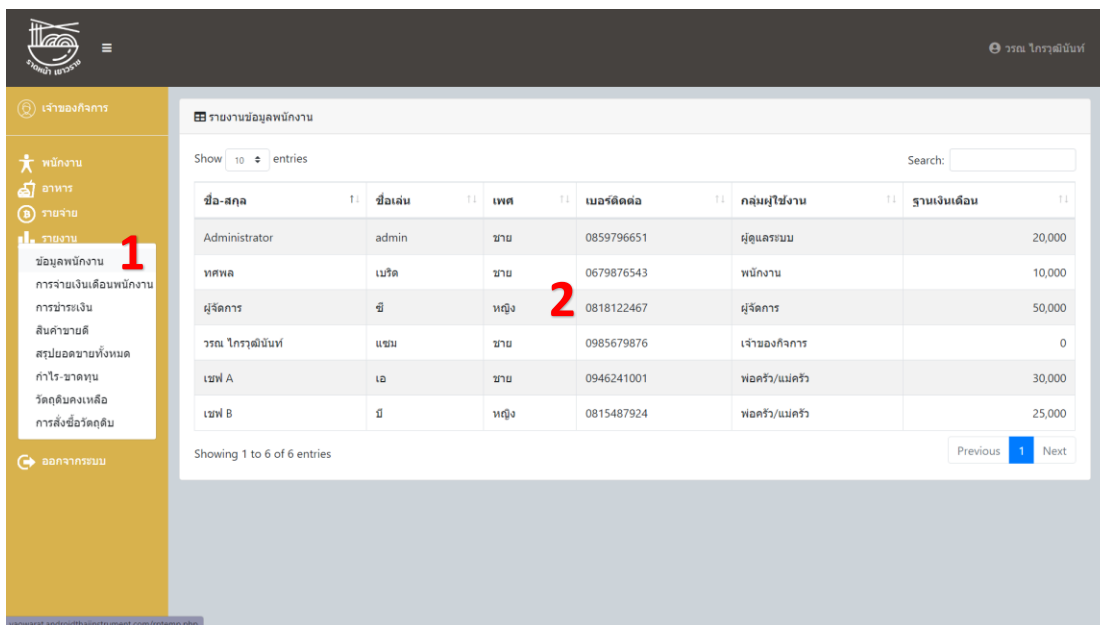 ราดหน้า เยาวราช
วรณ ไกรวุฒินันท์
เจ้าของกิจการ
พนักงาน
อาหาร
รายจ่าย
รายงาน
1
ข้อมูลพนักงาน
การจ่ายเงินเดือนพนักงาน
การชำระเงิน
สินค้าขายดี
สรุปยอดขายทั้งหมด
กำไร-ขาดทุน
วัตถุดิบคงเหลือ
การสั่งซื้อวัตถุดิบ
ออกจากระบบ
รายงานข้อมูลพนักงาน
Show 10 entries Search:
ชื่อ-สกุล ชื่อเล่น เพศ เบอร์ติดต่อ กลุ่มผู้ใช้งาน ฐานเงินเดือน
Administrator admin ชาย 0859796651 ผู้ดูแลระบบ 20,000
ทศพล เบริด ชาย 0679876543 พนักงาน 10,000
2
ผู้จัดการ ซี หญิง 0818122467 ผู้จัดการ 50,000
วรณ ไกรวุฒินันท์ แชม ชาย 0985679876 เจ้าของกิจการ 0
เชฟ A เอ ชาย 0946241001 พ่อครัว/แม่ครัว 30,000
เชฟ B บี หญิง 0815487924 พ่อครัว/แม่ครัว 25,000
Showing 1 to 6 of 6 entries Previous 1 Next